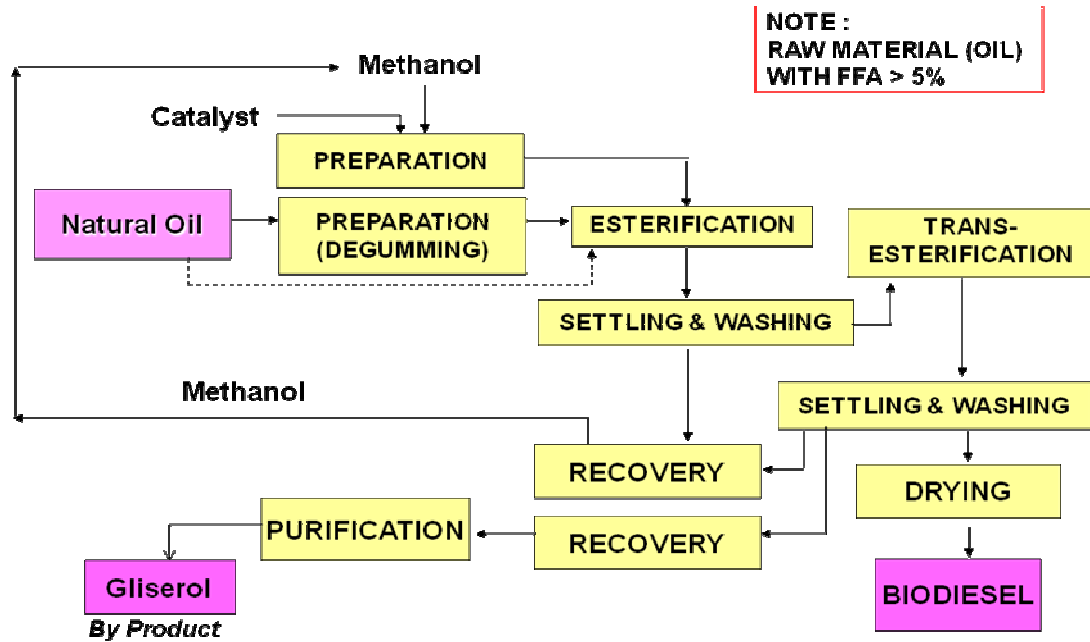 NOTE :
RAW MATERIAL (OIL)
WITH FFA > 5%
Methanol
Catalyst
PREPARATION
Natural Oil
PREPARATION
(DEGUMMING)
ESTERIFICATION
TRANS-
ESTERIFICATION
SETTLING & WASHING
Methanol
SETTLING & WASHING
RECOVERY
DRYING
PURIFICATION
RECOVERY
Gliserol
By Product
BIODIESEL